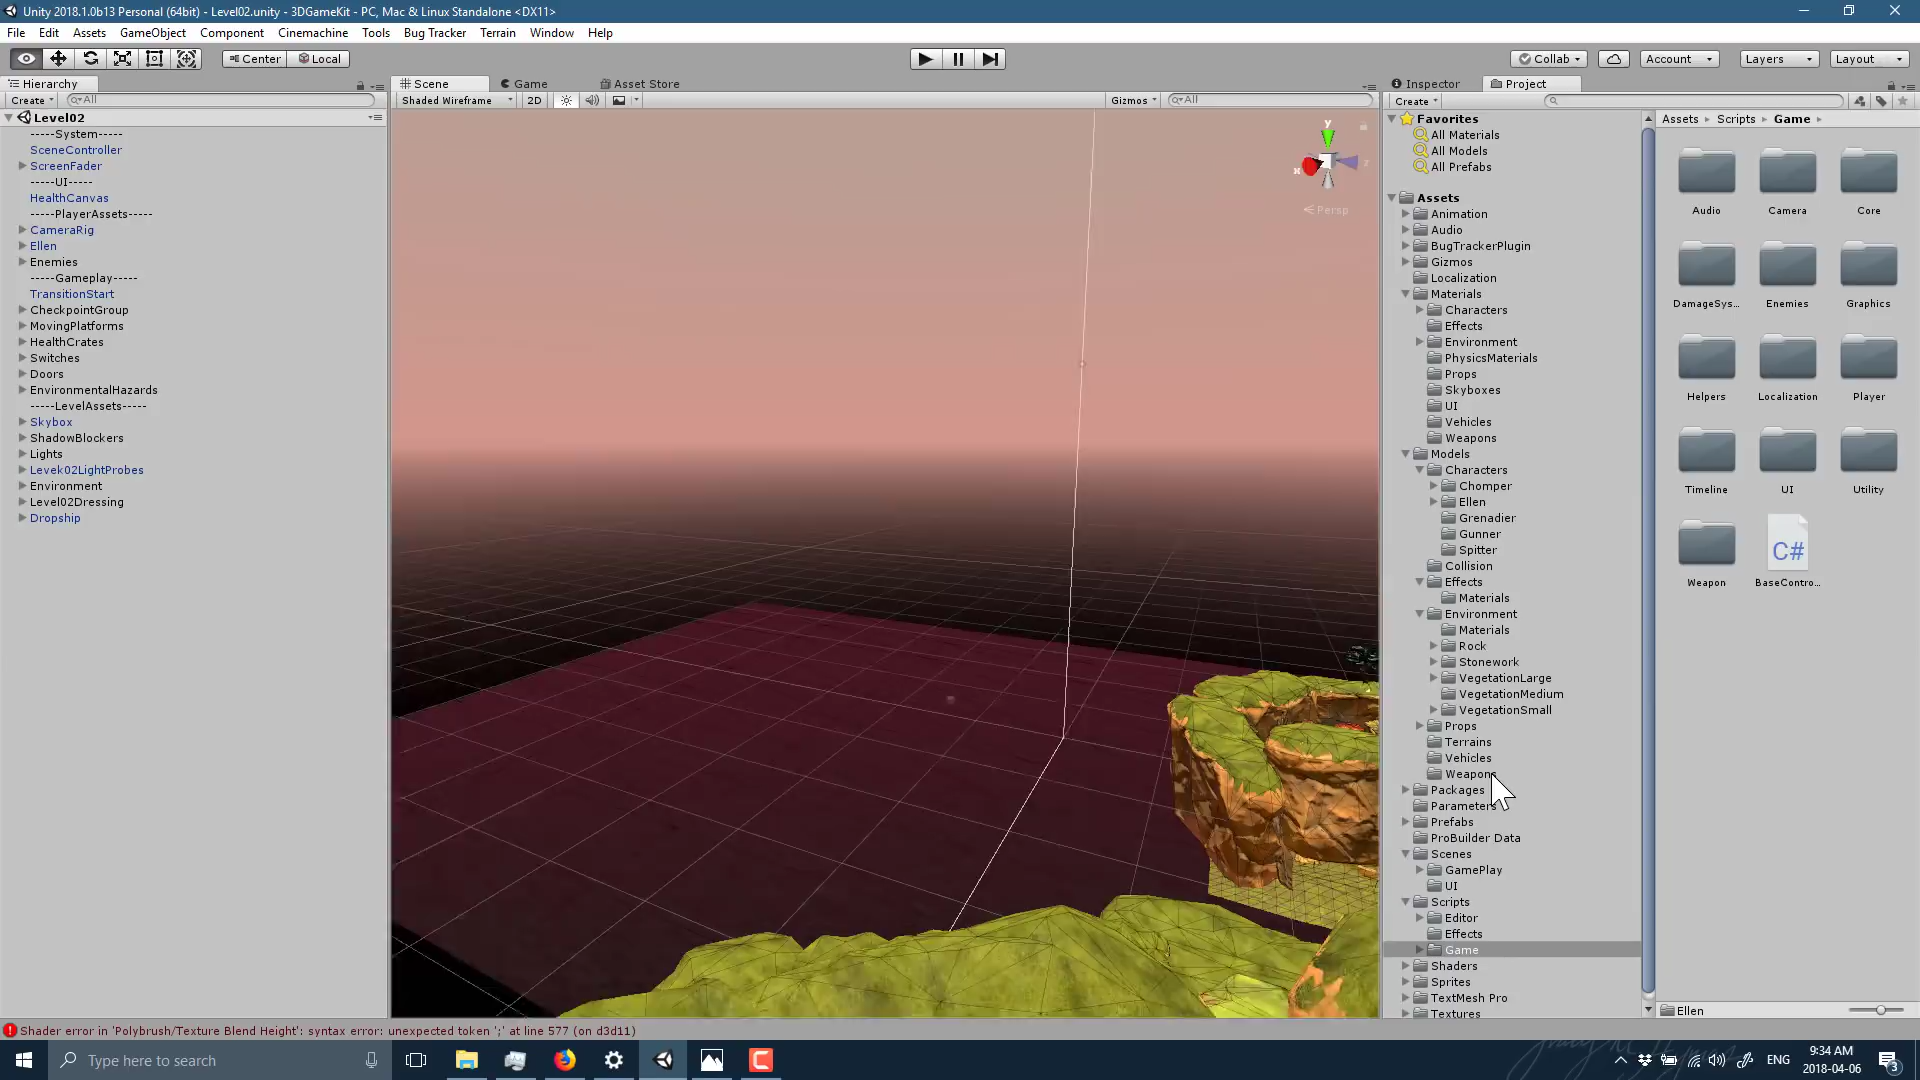 Unity 2018.1.0b13 Personal (64bit) - Level02.unity - 3DGameKit - PC, Mac & Linux Standalone <DX11>
File Edit Assets GameObject Component Cinemachine Tools Bug Tracker Terrain Window Help
Center Local Collab Account Layers Layout
Hierarchy
Create All
Level02
-----System-----
SceneController
ScreenFader
-----UI-----
HealthCanvas
-----PlayerAssets-----
CameraRig
Ellen
Enemies
-----Gameplay-----
TransitionStart
CheckpointGroup
MovingPlatforms
HealthCrates
Switches
Doors
EnvironmentalHazards
-----LevelAssets-----
Skybox
ShadowBlockers
Lights
Levek02LightProbes
Environment
Level02Dressing
Dropship
Scene Game Asset Store
Shaded Wireframe 2D Gizmos All
y
x z
Persp
Inspector Project
Create
Favorites
All Materials
All Models
All Prefabs
Assets
Animation
Audio
BugTrackerPlugin
Gizmos
Localization
Materials
Characters
Effects
Environment
PhysicsMaterials
Props
Skyboxes
UI
Vehicles
Weapons
Models
Characters
Chomper
Ellen
Grenadier
Gunner
Spitter
Collision
Effects
Materials
Environment
Materials
Rock
Stonework
VegetationLarge
VegetationMedium
VegetationSmall
Props
Terrains
Vehicles
Weapons
Packages
Parameters
Prefabs
ProBuilder Data
Scenes
GamePlay
UI
Scripts
Editor
Effects
Game
Shaders
Sprites
TextMesh Pro
Textures
Assets Scripts Game
Audio Camera Core
DamageSys... Enemies Graphics
Helpers Localization Player
Timeline UI Utility
C#
Weapon BaseContro...
Ellen
Shader error in 'Polybrush/Texture Blend Height': syntax error: unexpected token ';' at line 577 (on d3d11)
Type here to search
ENG 9:34 AM
2018-04-06
3